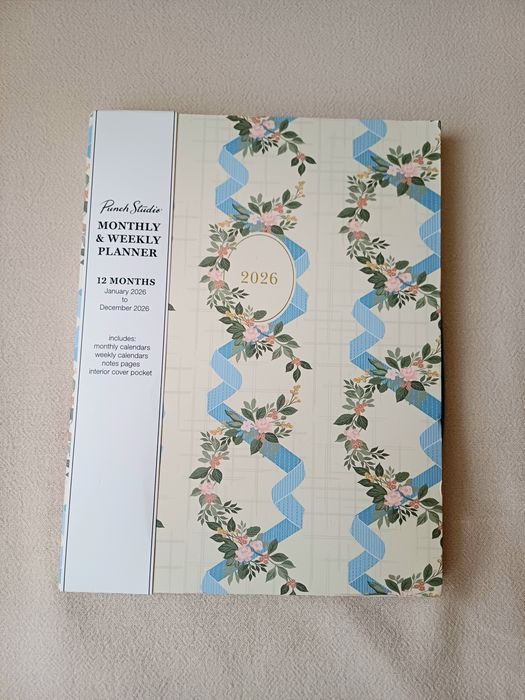 Punch Studio
MONTHLY
& WEEKLY
PLANNER
12 MONTHS
January 2026
to
December 2026
includes:
monthly calendars
weekly calendars
notes pages
interior cover pocket
2026